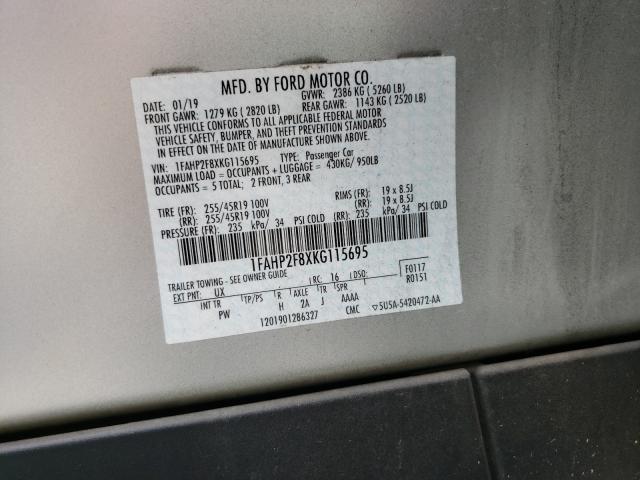 MFD. BY FORD MOTOR CO.
DATE: 01/19 GVWR: 2386 KG ( 5260 LB)
FRONT GAWR: 1279 KG ( 2820 LB) REAR GAWR: 1143 KG ( 2520 LB)
THIS VEHICLE CONFORMS TO ALL APPLICABLE FEDERAL MOTOR
VEHICLE SAFETY, BUMPER, AND THEFT PREVENTION STANDARDS
IN EFFECT ON THE DATE OF MANUFACTURE SHOWN ABOVE.
VIN: 1FAHP2F8XKG115695 TYPE: Passenger Car
MAXIMUM LOAD = OCCUPANTS + LUGGAGE = 430KG/ 950LB
OCCUPANTS = 5 TOTAL; 2 FRONT, 3 REAR
TIRE (FR): 255/45R19 100V RIMS (FR): 19 x 8.5J
(RR): 255/45R19 100V (RR): 19 x 8.5J
PRESSURE (FR): 235 kPa/ 34 PSI COLD (RR): 235 kPa/ 34 PSI COLD
1FAHP2F8XKG115695
TRAILER TOWING - SEE OWNER GUIDE
EXT PNT: UX RC: 16 DSO: F0117
INT TR TP/PS R AXLE TR SPR R0151
PW H 2A J AAAA
1201901286327 CMC 5U5A-5420472-AA